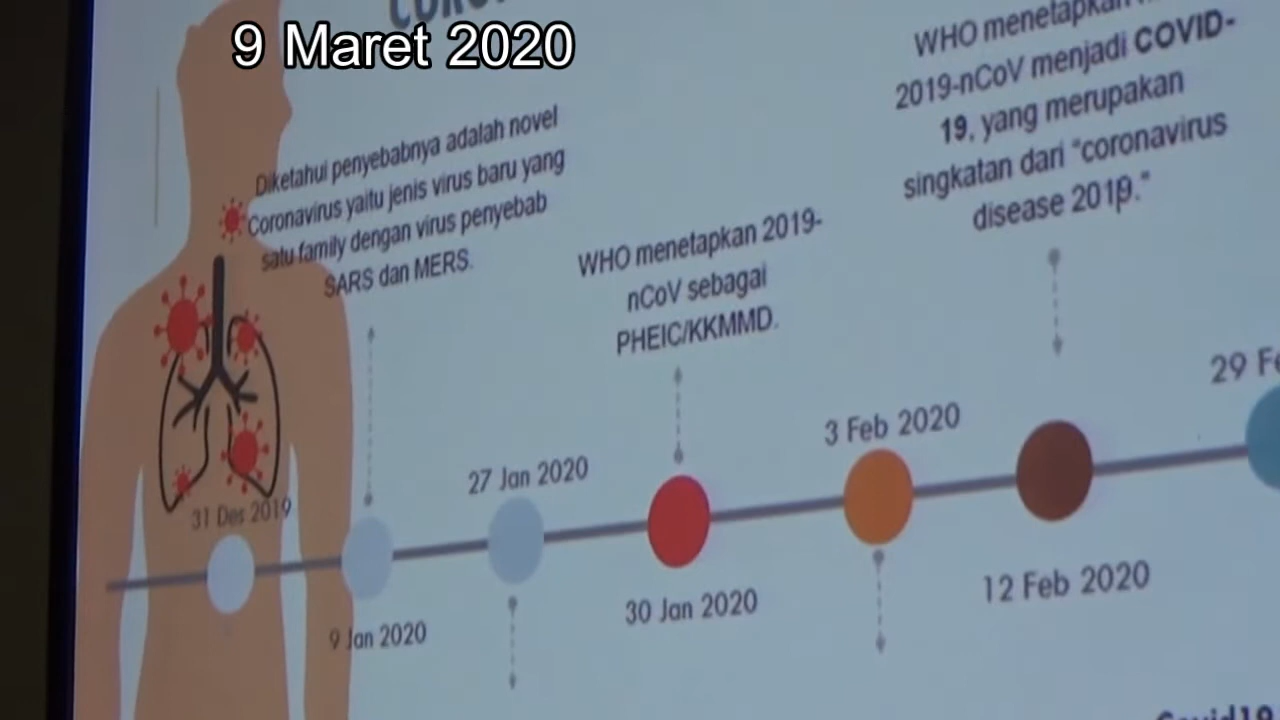 9 Maret 2020
Diketahui penyebabnya adalah novel
Coronavirus yaitu jenis virus baru yang
satu family dengan virus penyebab
SARS dan MERS.
WHO menetapkan 2019-
nCoV sebagai
PHEIC/KKMMD.
WHO menetapkan
2019-nCoV menjadi COVID-
19, yang merupakan
singkatan dari "coronavirus
disease 2019."
31 Des 2019
9 Jan 2020
27 Jan 2020
30 Jan 2020
3 Feb 2020
12 Feb 2020
29